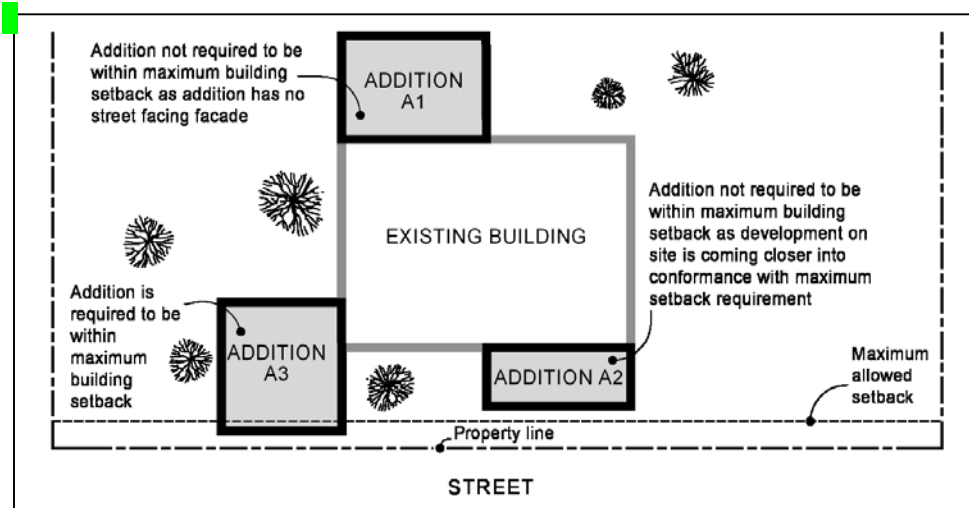 Addition not required to be
within maximum building
setback as addition has no
street facing facade
ADDITION
A1
EXISTING BUILDING
Addition not required to be
within maximum building
setback as development on
site is coming closer into
conformance with maximum
setback requirement
Addition is
required to be
within
maximum
building
setback
ADDITION
A3
ADDITION A2
Maximum
allowed
setback
Property line
STREET